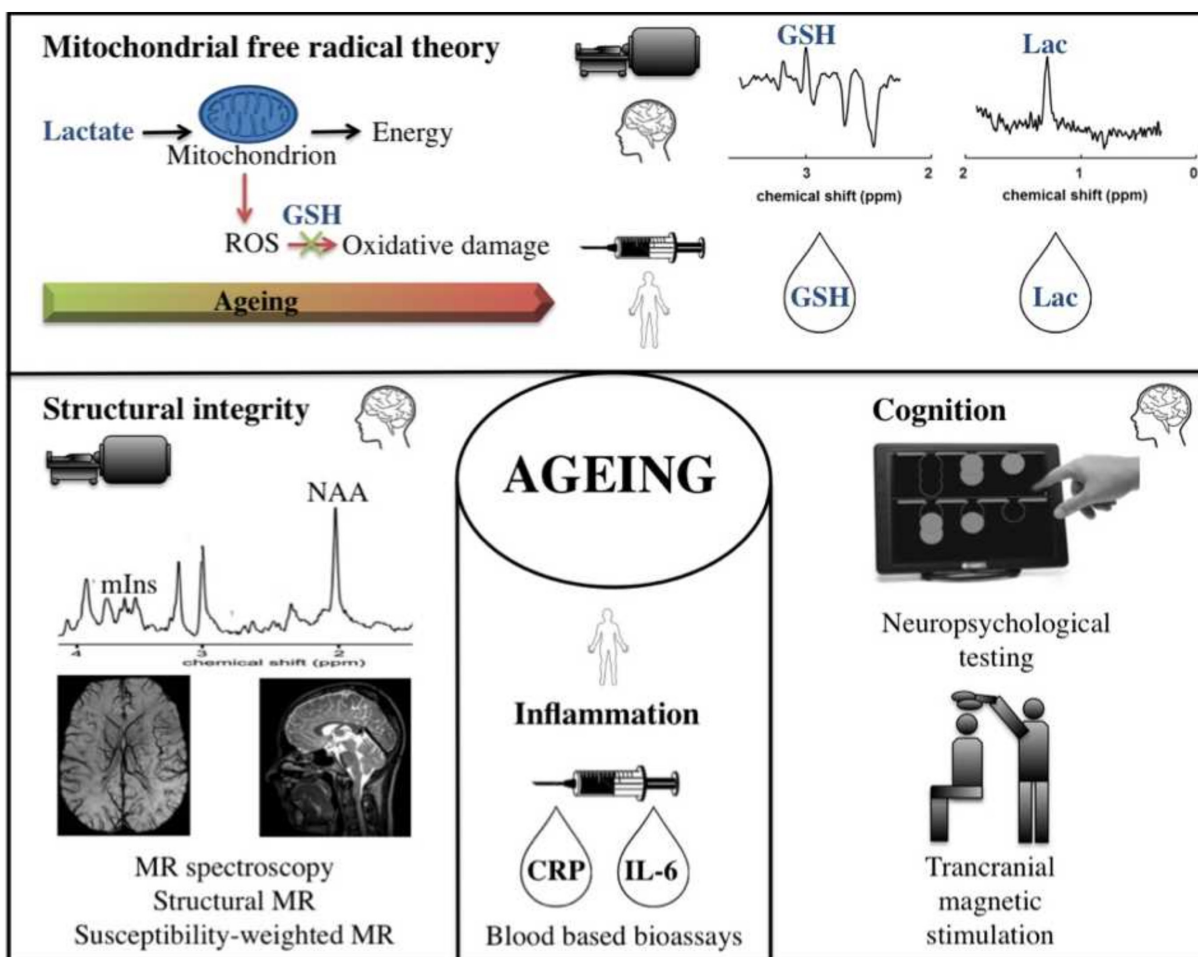 Mitochondrial free radical theory
Lactate
Mitochondrion
Energy
GSH
ROS
Oxidative damage
Ageing
GSH
3
2
chemical shift (ppm)
Lac
2
1
0
chemical shift (ppm)
GSH
Lac
Structural integrity
NAA
mIns
4
3
2
chemical shift (ppm)
MR spectroscopy
Structural MR
Susceptibility-weighted MR
AGEING
Inflammation
CRP
IL-6
Blood based bioassays
Cognition
Neuropsychological
testing
Trancranial
magnetic
stimulation